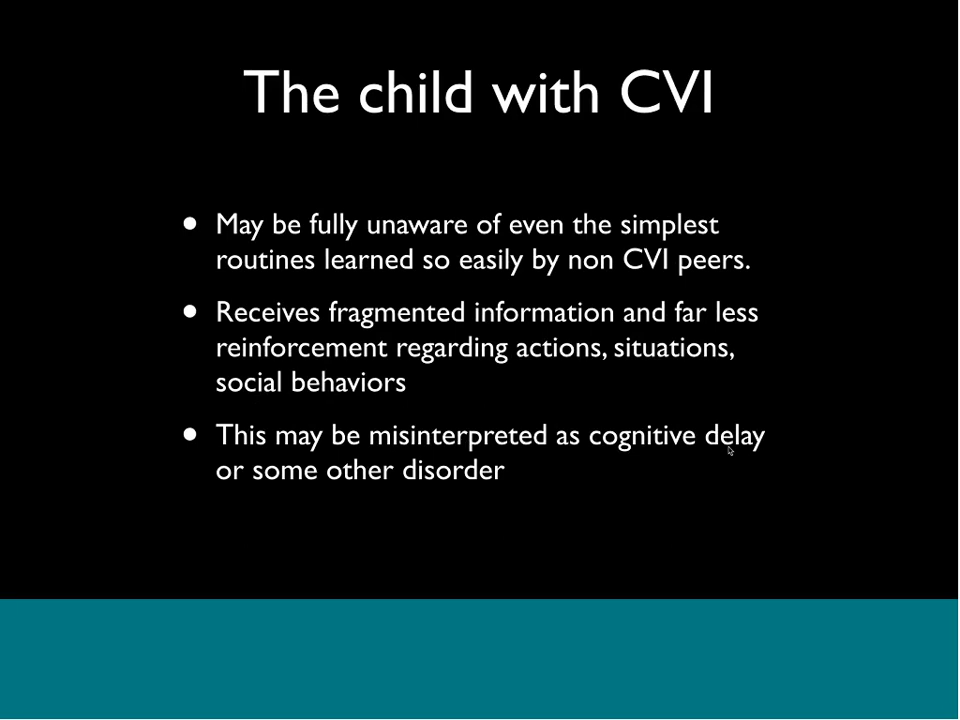 The child with CVI
• May be fully unaware of even the simplest
routines learned so easily by non CVI peers.
• Receives fragmented information and far less
reinforcement regarding actions, situations,
social behaviors
• This may be misinterpreted as cognitive delay
or some other disorder